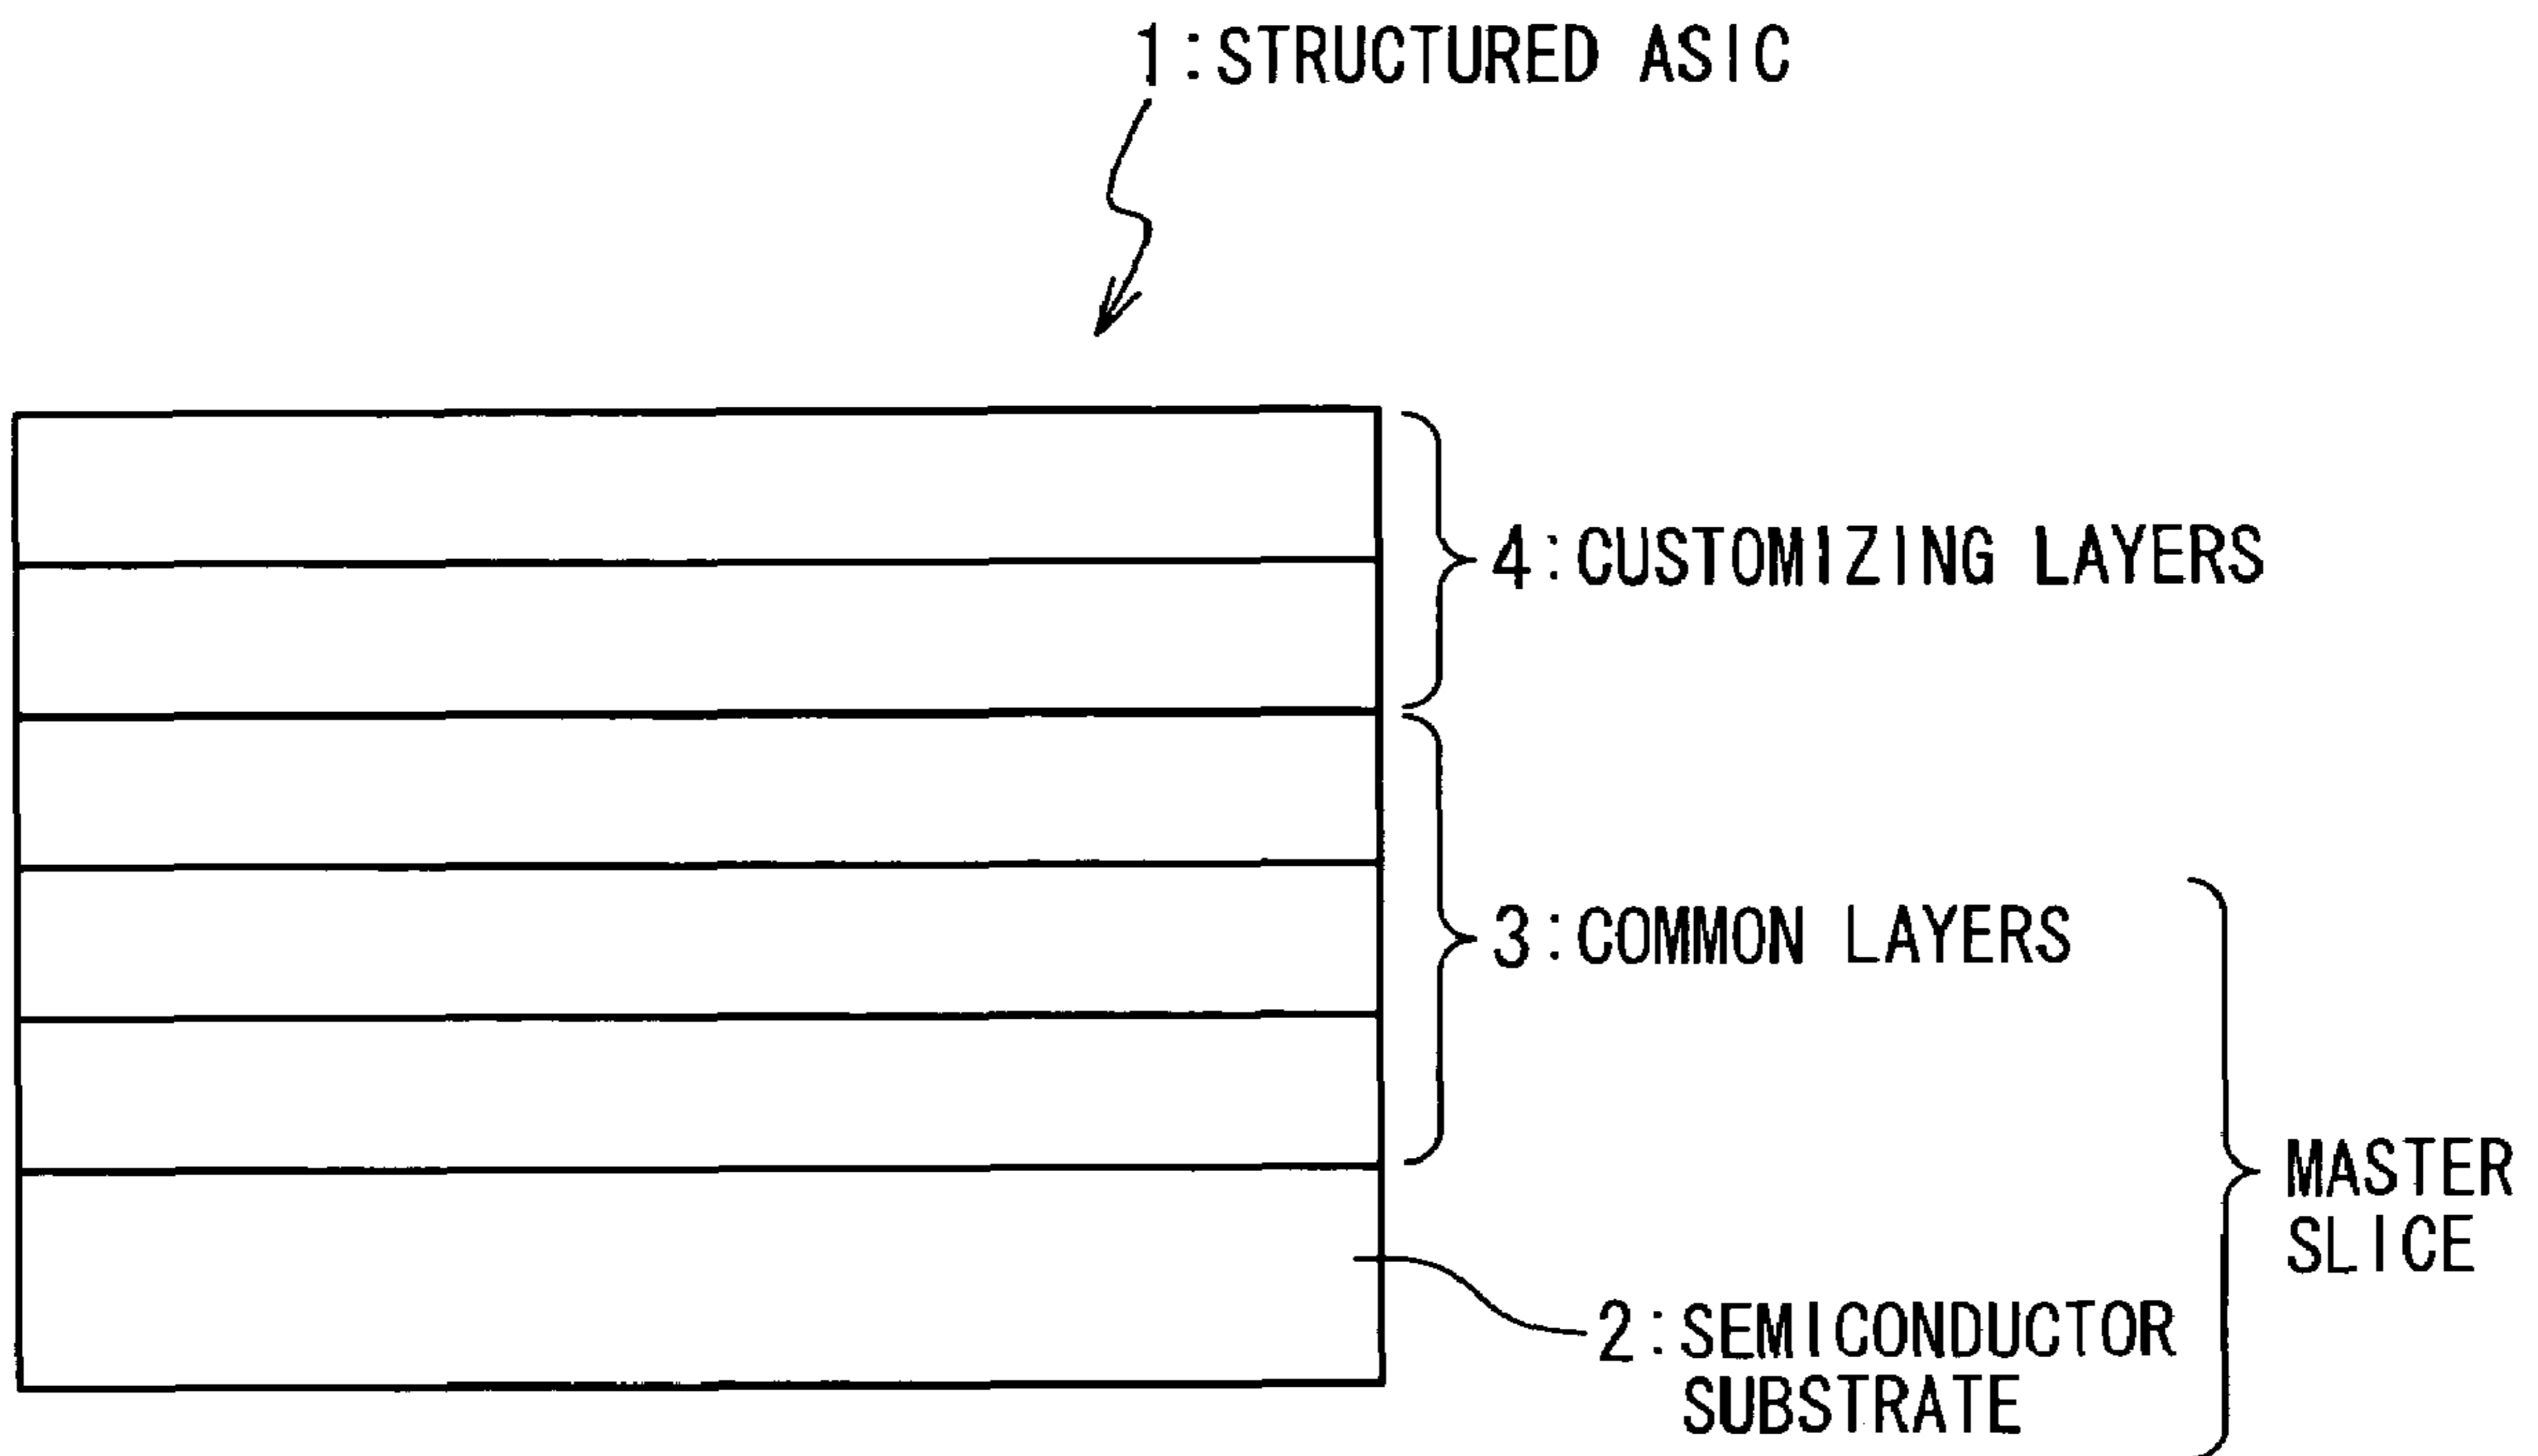 1:STRUCTURED ASIC
4:CUSTOMIZING LAYERS
3:COMMON LAYERS
MASTER
SLICE
2:SEMICONDUCTOR
SUBSTRATE